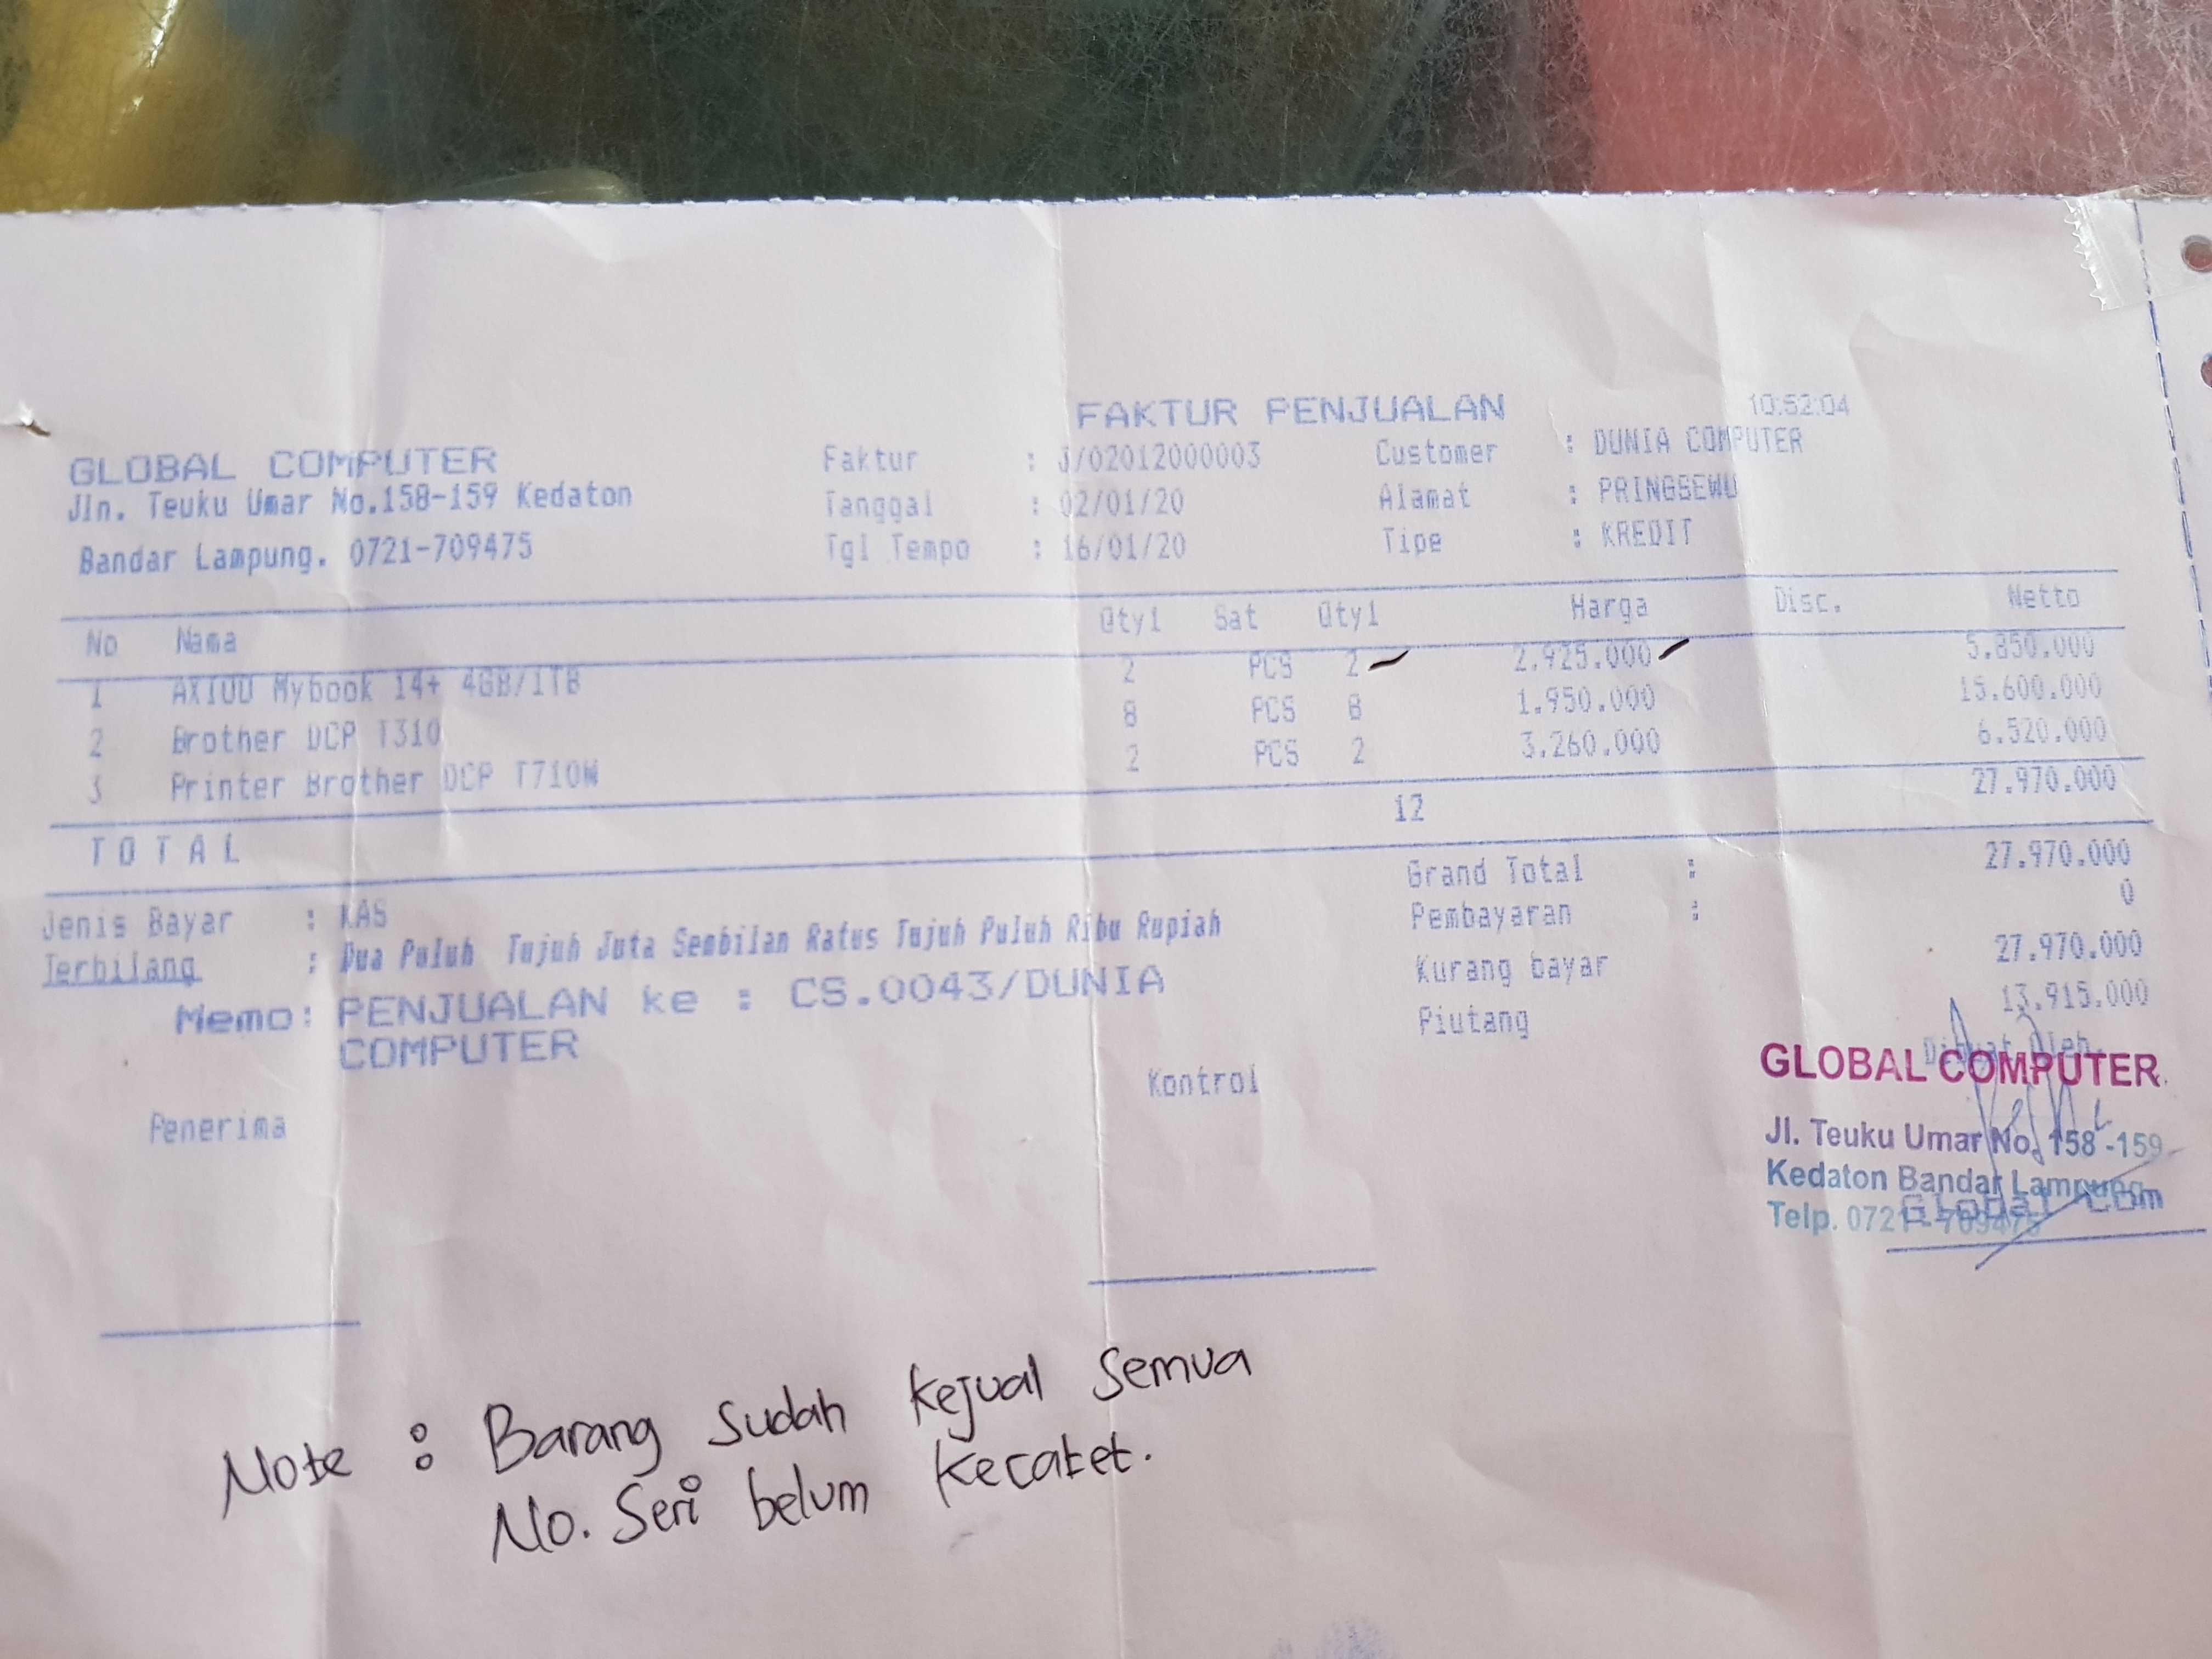 FAKTUR PENJUALAN 10:52:04
GLOBAL COMPUTER
Jln. Teuku Umar No.158-159 Kedaton
Bandar Lampung. 0721-709475
Faktur : J/02012000003
Tanggal : 02/01/20
Tgl Tempo : 16/01/20
Customer : DUNIA COMPUTER
Alamat : PRINGSEWU
Tipe : KREDIT
No Nama Qty1 Sat Qty1 Harga Disc. Netto
1 AXIOO Mybook 14+ 4GB/1TB 2 PCS 2 2.925.000 5.850.000
2 Brother DCP T310 8 PCS 8 1.950.000 15.600.000
3 Printer Brother DCP T710W 2 PCS 2 3.260.000 6.520.000
T O T A L 12 27.970.000
Jenis Bayar : KAS
Terbilang : Dua Puluh Tujuh Juta Sembilan Ratus Tujuh Puluh Ribu Rupiah
Memo: PENJUALAN ke : CS.0043/DUNIA
COMPUTER
Grand Total : 27.970.000
Pembayaran : 0
Kurang bayar 27.970.000
Piutang 13.915.000
Penerima
Kontrol
Dibuat Oleh
GLOBAL COMPUTER
Jl. Teuku Umar No. 158-159
Kedaton Bandar Lampung
Telp. 0721-709475
Global Com
Note : Barang sudah kejual semua
No. Seri belum kecatet.